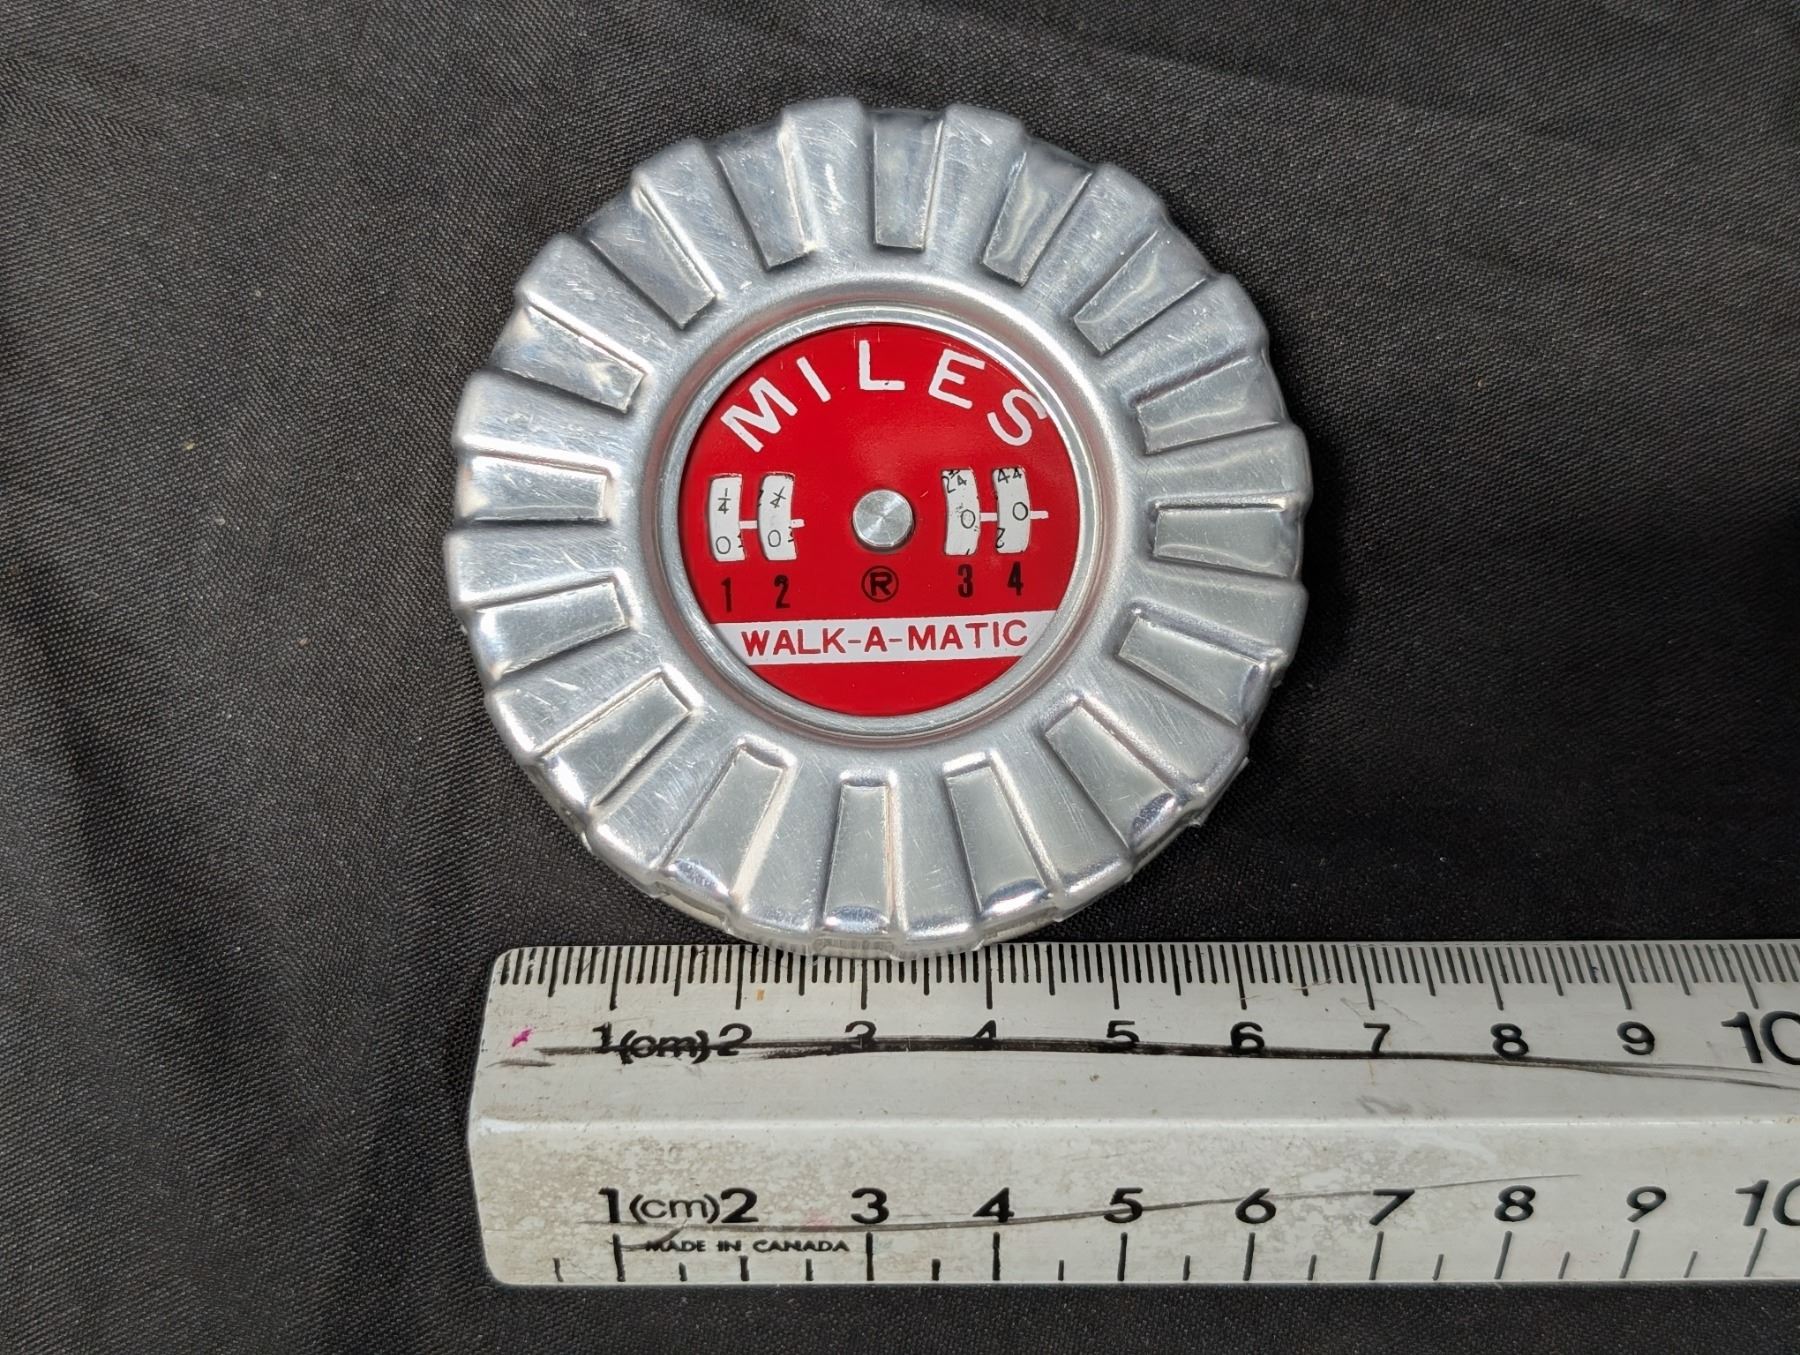 MILES
1 2 ® 3 4
WALK-A-MATIC
1 (cm) 2 3 4 5 6 7 8 9 10
1 (cm) 2 3 4 5 6 7 8 9 10
MADE IN CANADA